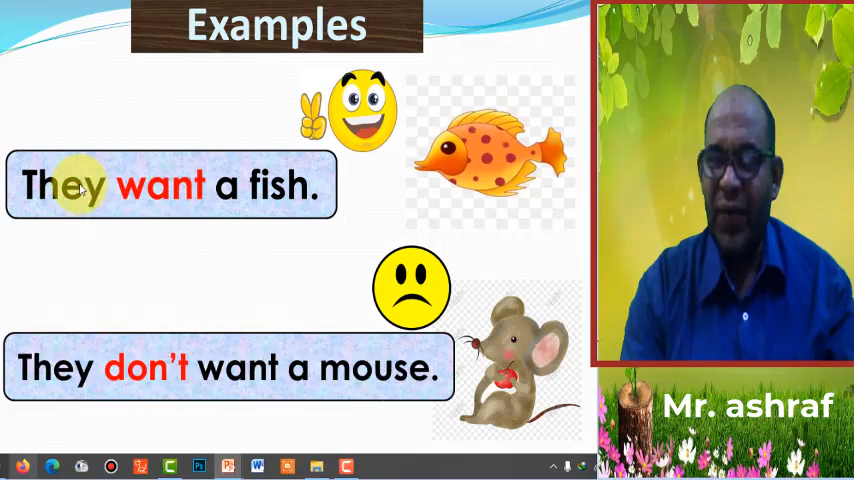 Examples
They want a fish.
They don't want a mouse.
Mr. ashraf